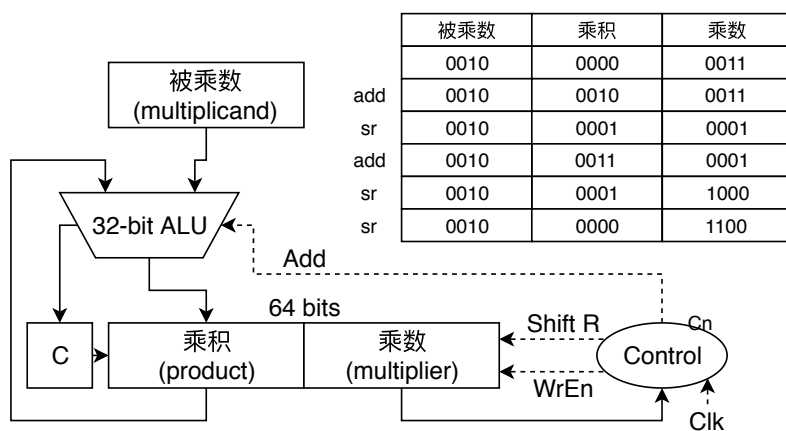 被乘数 乘积 乘数
0010 0000 0011
add 0010 0010 0011
sr 0010 0001 0001
add 0010 0011 0001
sr 0010 0001 1000
sr 0010 0000 1100
被乘数
(multiplicand)
32-bit ALU
Add
64 bits
C
乘积
(product)
乘数
(multiplier)
Shift R
WrEn
Cn
Control
Clk